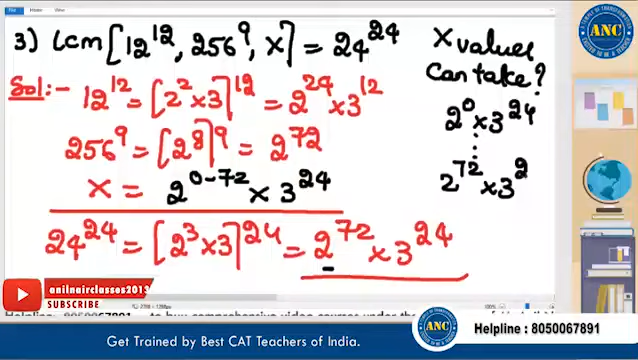 3) Lcm [12^12, 256^9, x] = 24^24
x values
can take?
Sol:- 12^12 = [2^2 × 3]^12 = 2^24 × 3^12
2^0 × 3^24
256^9 = [2^8]^9 = 2^72
2^72 × 3^2
x = 2^0-72 × 3^24
24^24 = [2^3 × 3]^24 = 2^72 × 3^24
anilnairclasses2013
SUBSCRIBE
ANC
ANC
Helpline : 8050067891
Get Trained by Best CAT Teachers of India.